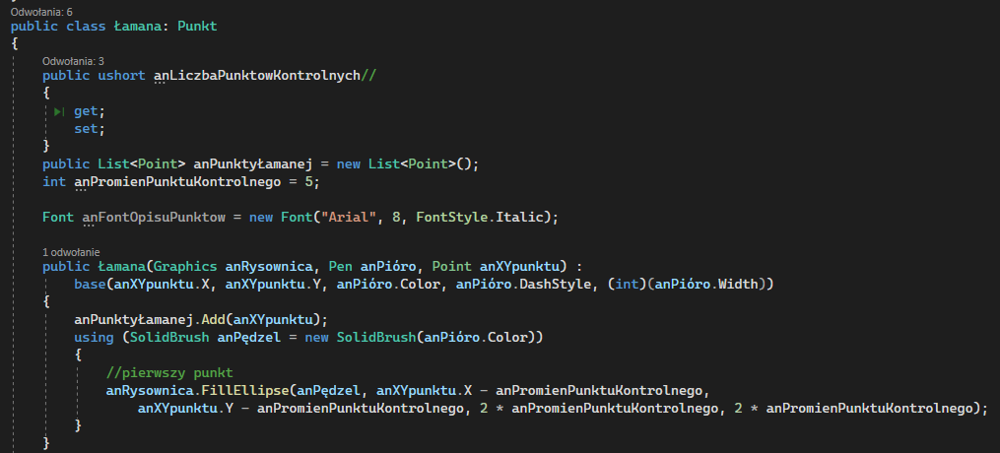 Odwołania: 6
public class Łamana: Punkt
{
Odwołania: 3
public ushort anLiczbaPunktowKontrolnych//
{
get;
set;
}
public List<Point> anPunktyŁamanej = new List<Point>();
int anPromienPunktuKontrolnego = 5;
Font anFontOpisuPunktow = new Font("Arial", 8, FontStyle.Italic);
1 odwołanie
public Łamana(Graphics anRysownica, Pen anPióro, Point anXYpunktu) :
base(anXYpunktu.X, anXYpunktu.Y, anPióro.Color, anPióro.DashStyle, (int)(anPióro.Width))
{
anPunktyŁamanej.Add(anXYpunktu);
using (SolidBrush anPędzel = new SolidBrush(anPióro.Color))
{
//pierwszy punkt
anRysownica.FillEllipse(anPędzel, anXYpunktu.X - anPromienPunktuKontrolnego,
anXYpunktu.Y - anPromienPunktuKontrolnego, 2 * anPromienPunktuKontrolnego, 2 * anPromienPunktuKontrolnego);
}
}